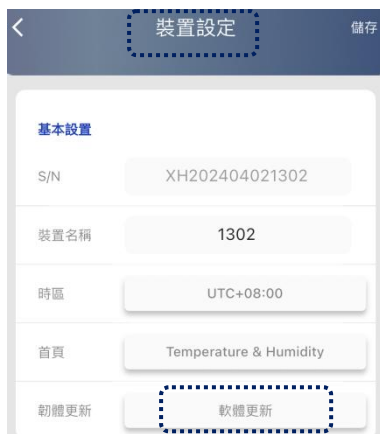 裝置設定 儲存
基本設置
S/N XH202404021302
裝置名稱 1302
時區 UTC+08:00
首頁 Temperature & Humidity
韌體更新 軟體更新